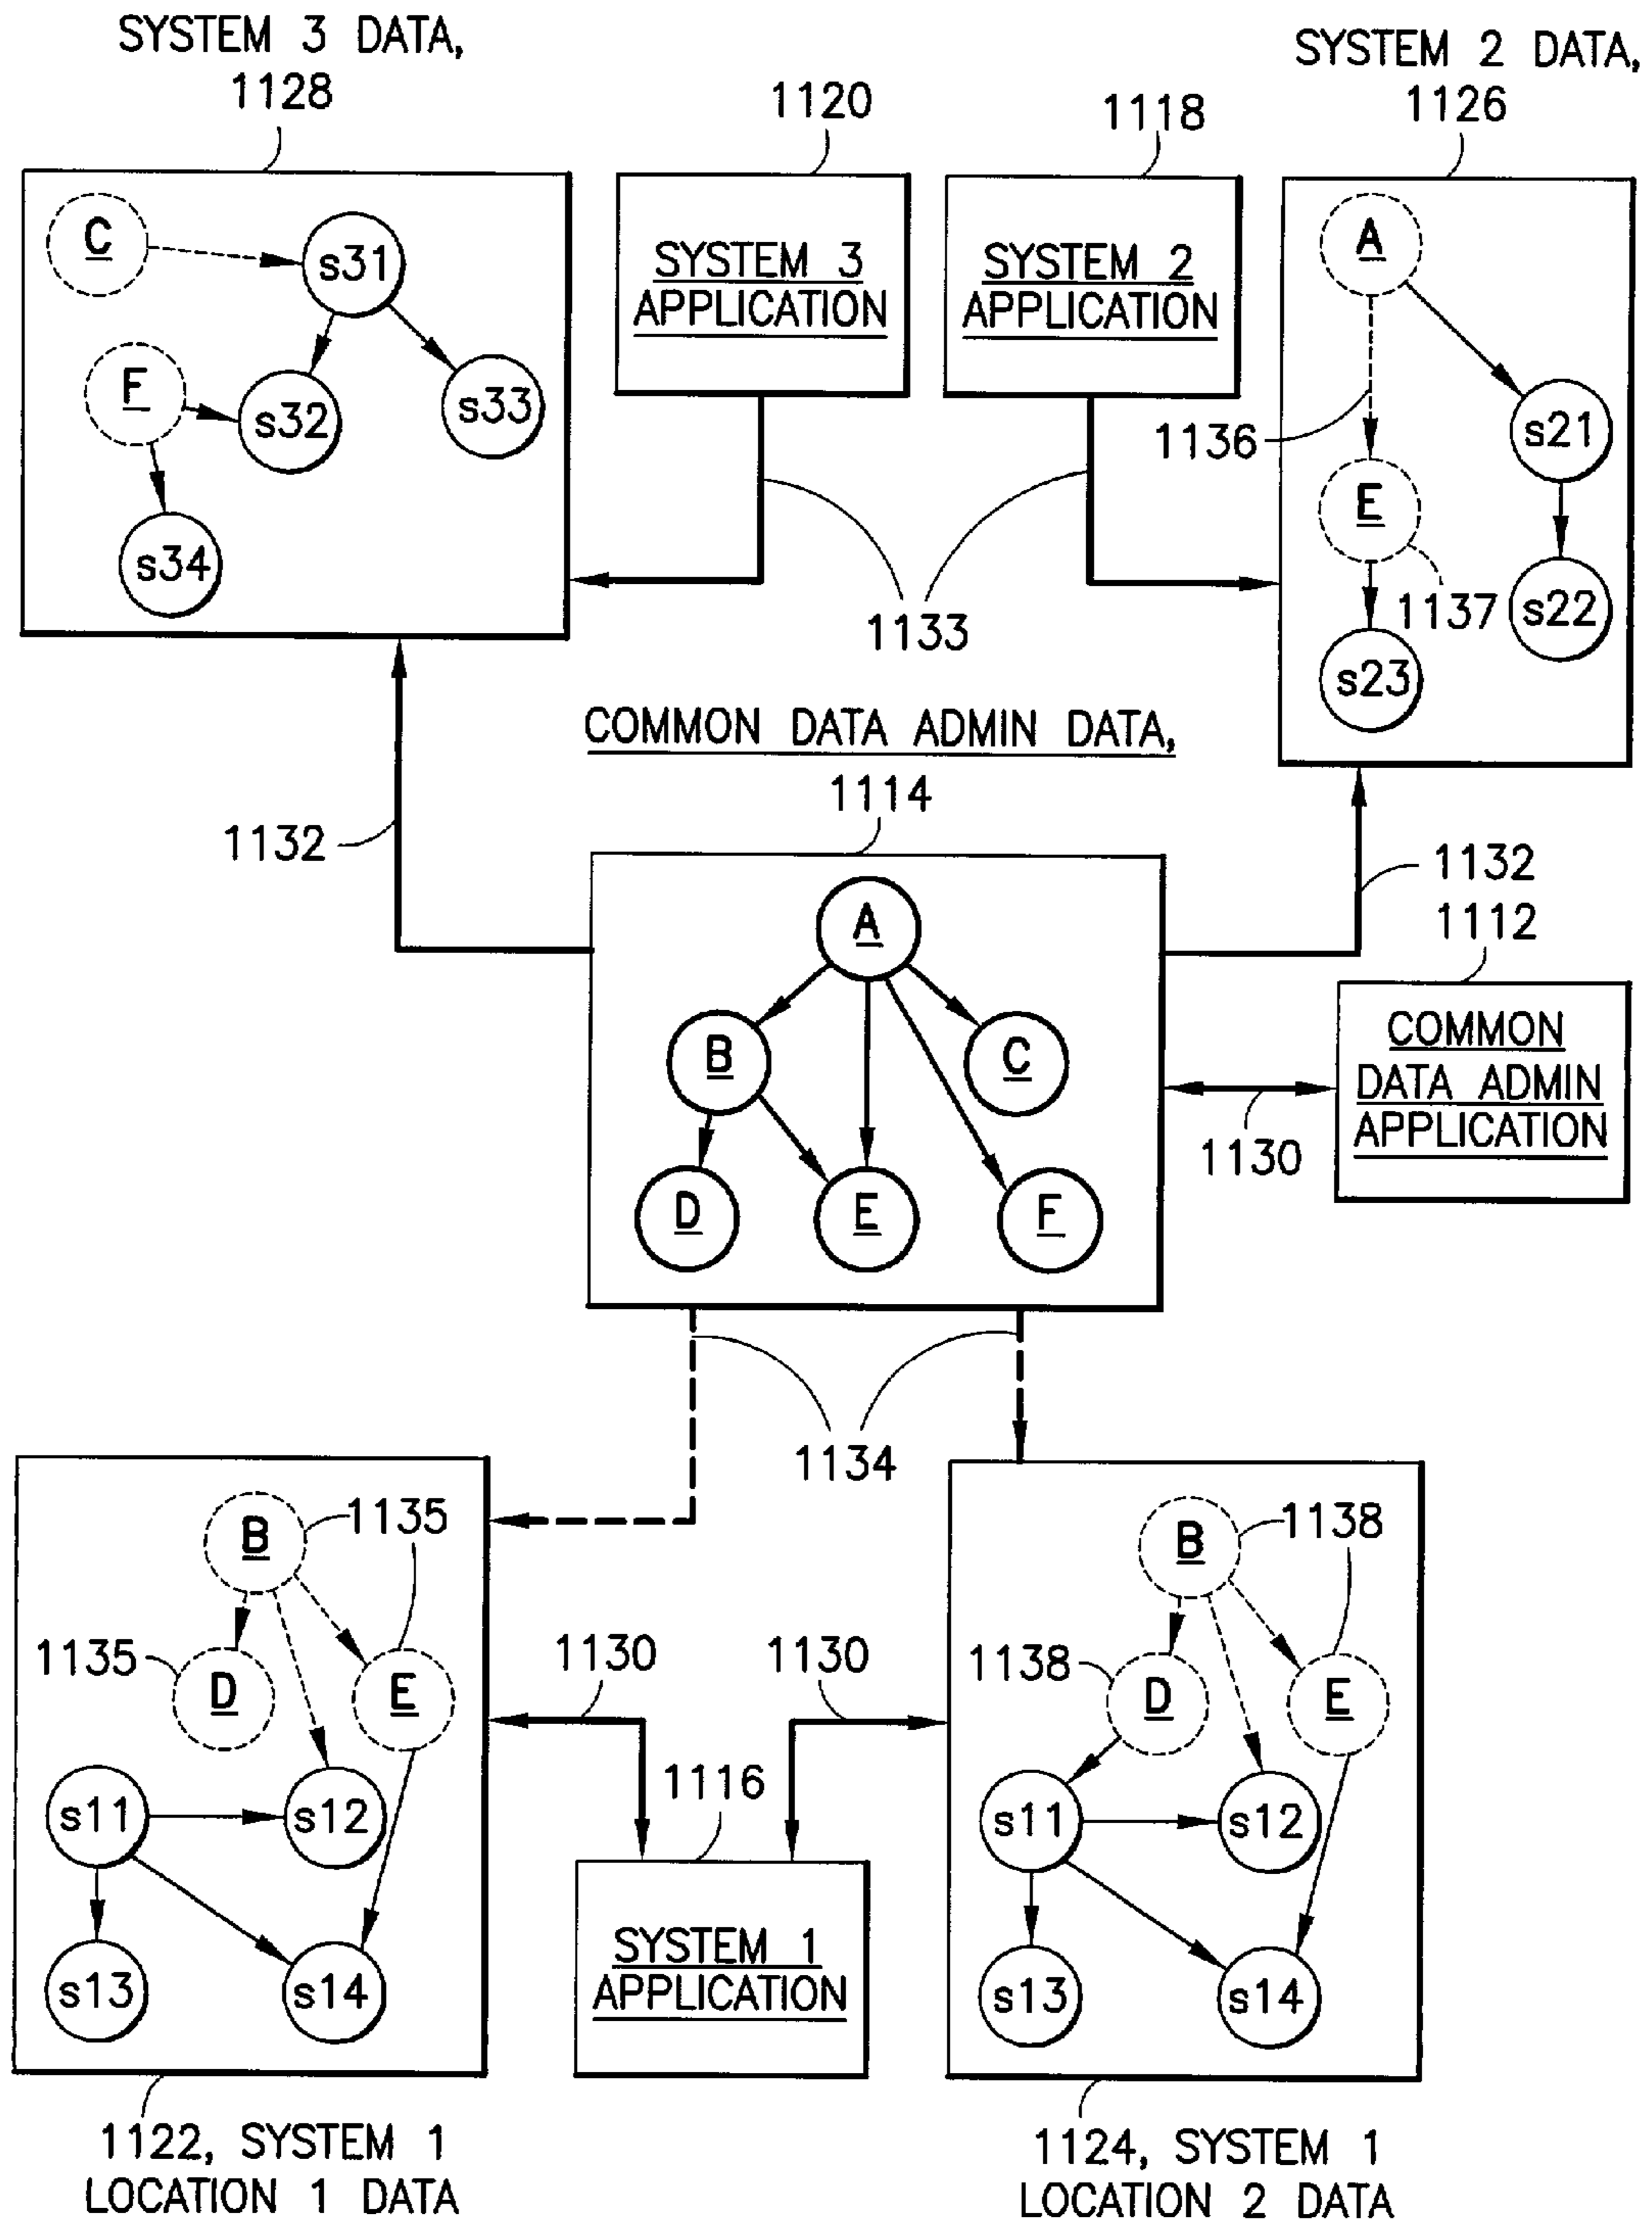 SYSTEM 3 DATA,
1128
1120
1118
SYSTEM 2 DATA,
1126
C
s31
F
s32
s33
s34
SYSTEM 3
APPLICATION
SYSTEM 2
APPLICATION
A
1136
s21
E
1137
s22
s23
1133
COMMON DATA ADMIN DATA,
1114
1132
1132
1112
A
B
C
D
E
F
COMMON
DATA ADMIN
APPLICATION
1130
1134
B
1135
1135
D
E
s11
s12
s13
s14
1130
1130
1116
SYSTEM 1
APPLICATION
B
1138
1138
D
E
s11
s12
s13
s14
1122, SYSTEM 1
LOCATION 1 DATA
1124, SYSTEM 1
LOCATION 2 DATA